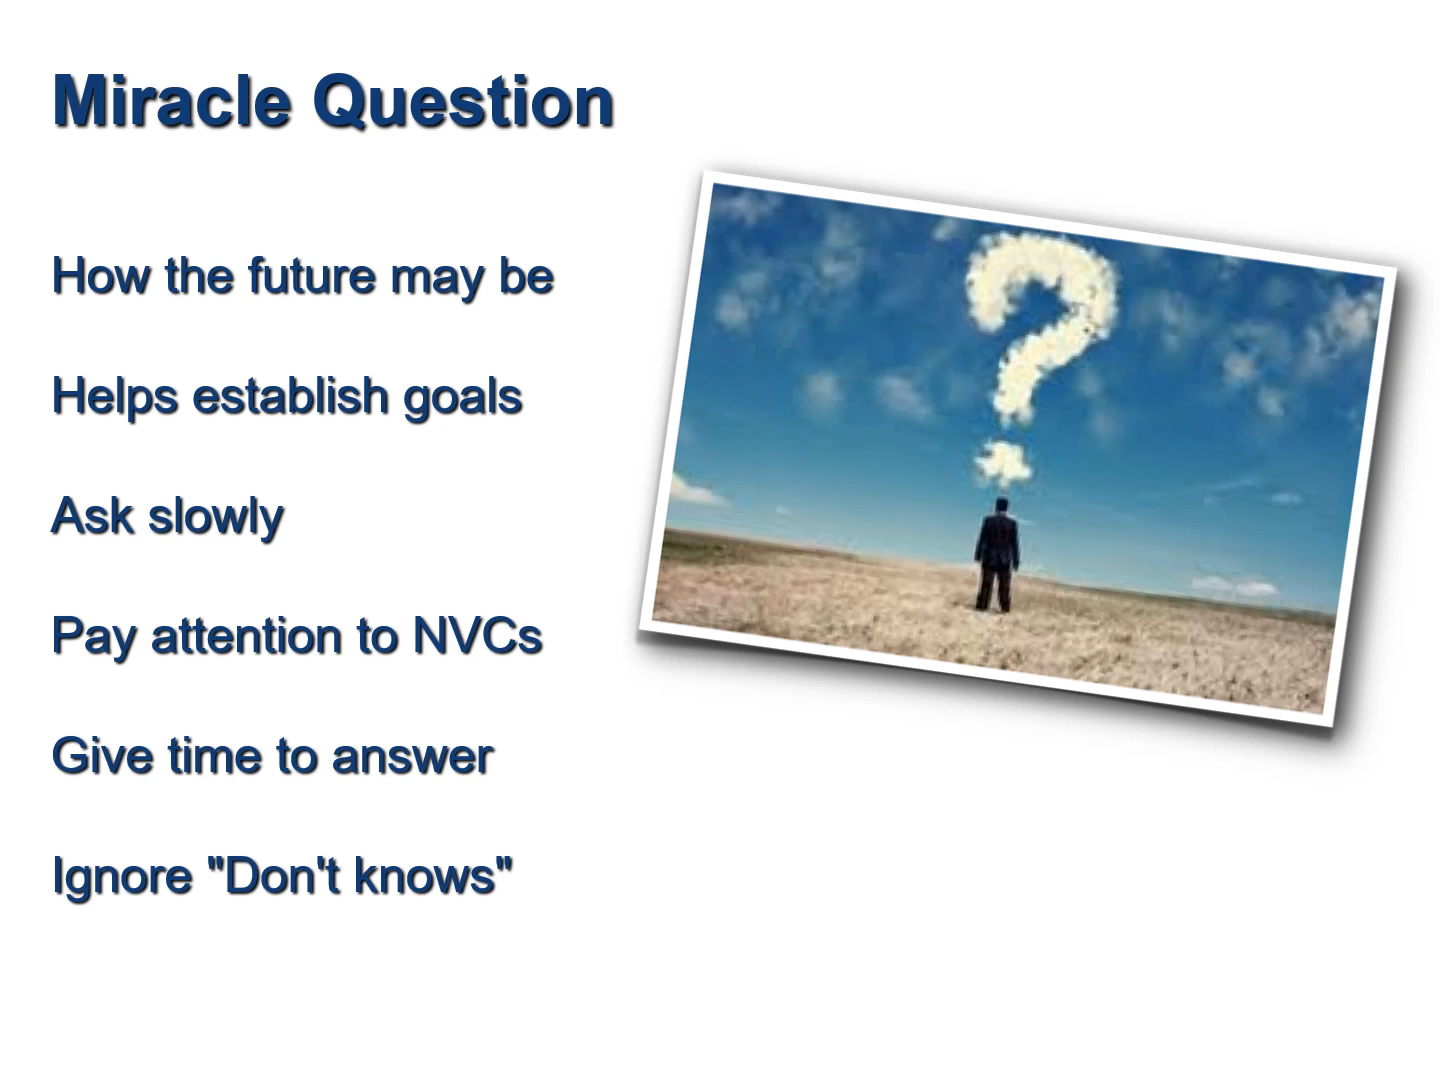 Miracle Question
How the future may be
Helps establish goals
Ask slowly
Pay attention to NVCs
Give time to answer
Ignore "Don't knows"